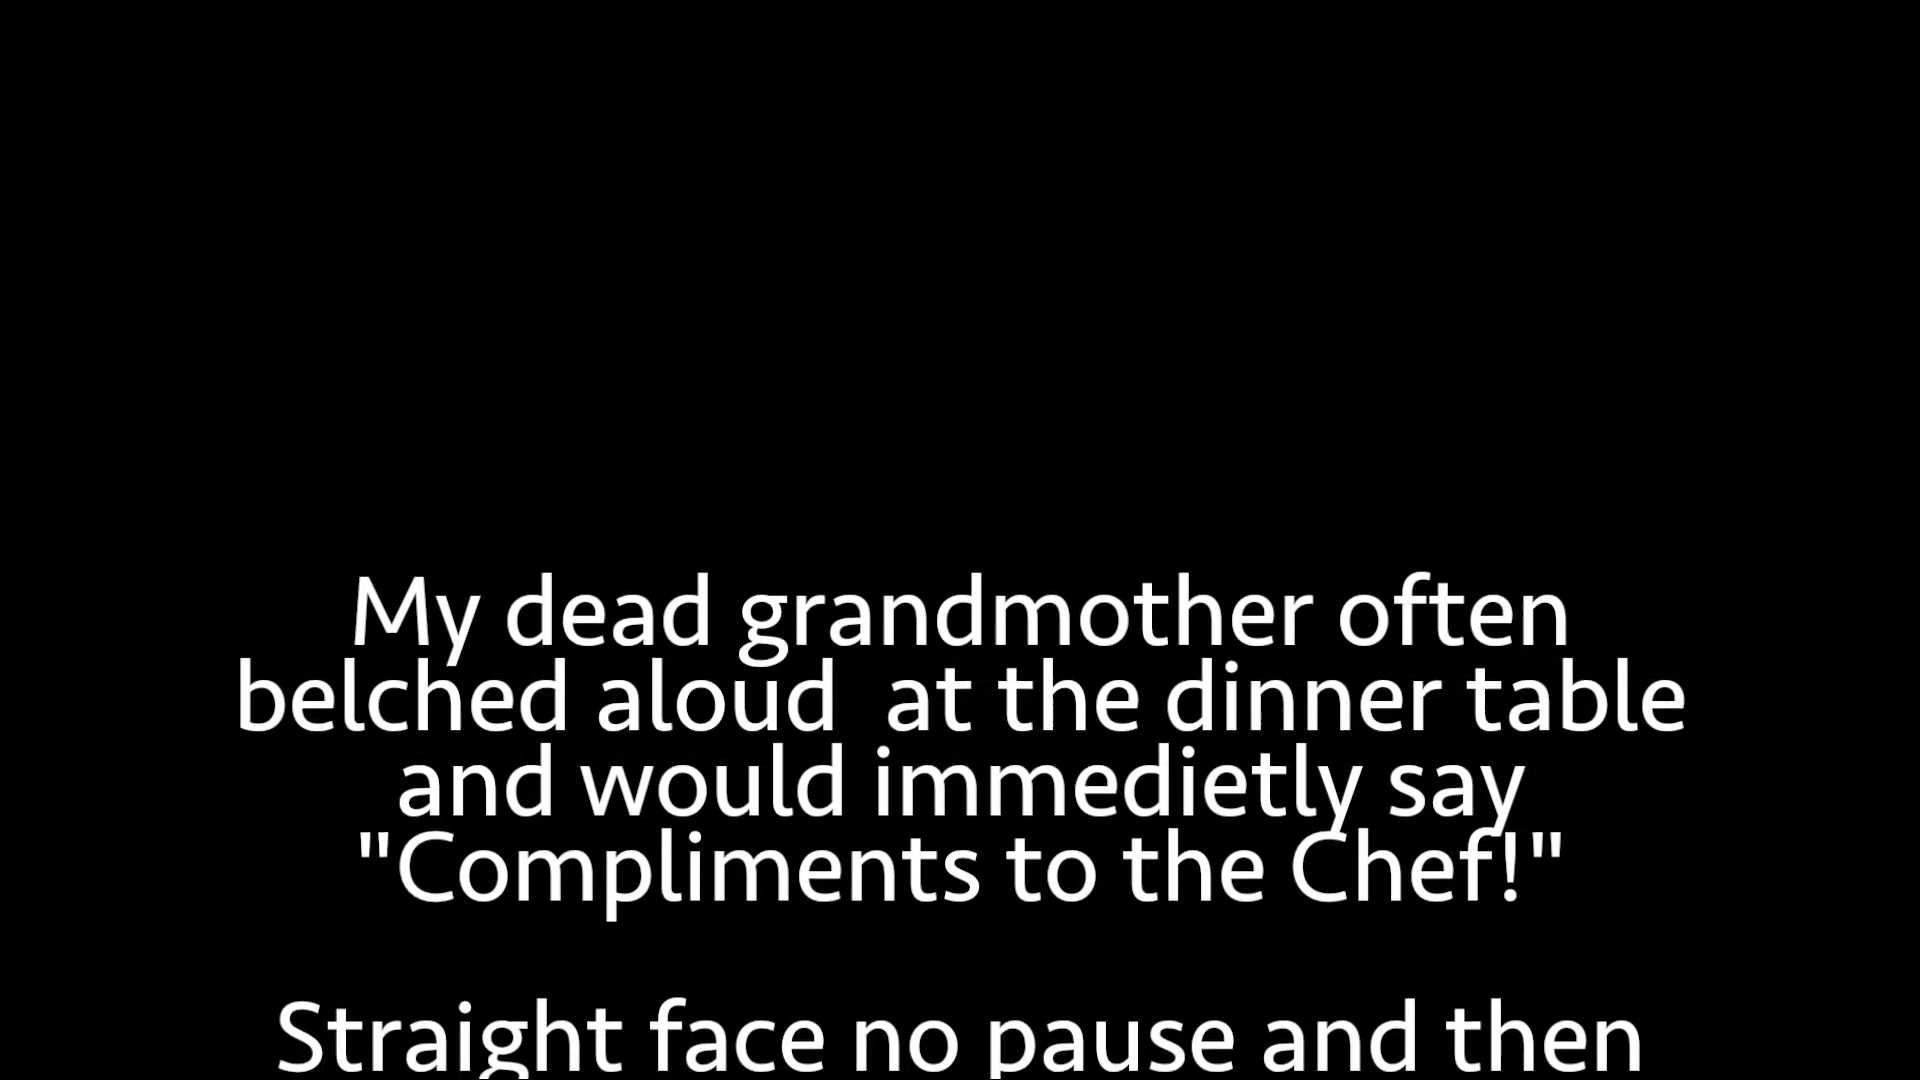 My dead grandmother often
belched aloud  at the dinner table
and would immedietly say
"Compliments to the Chef!"
Straight face no pause and then